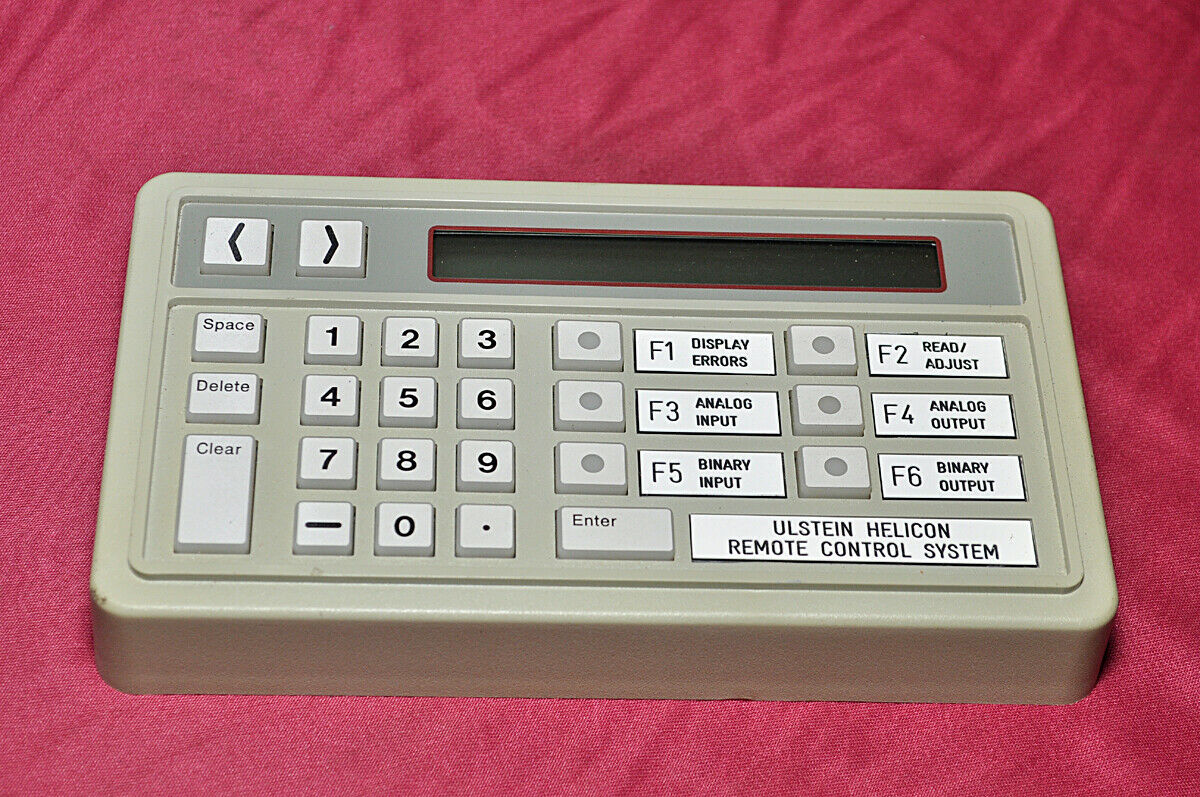 < >
Space 1 2 3 F1 DISPLAY ERRORS F2 READ/ ADJUST
Delete 4 5 6 F3 ANALOG INPUT F4 ANALOG OUTPUT
Clear 7 8 9 F5 BINARY INPUT F6 BINARY OUTPUT
— 0 . Enter ULSTEIN HELICON
REMOTE CONTROL SYSTEM